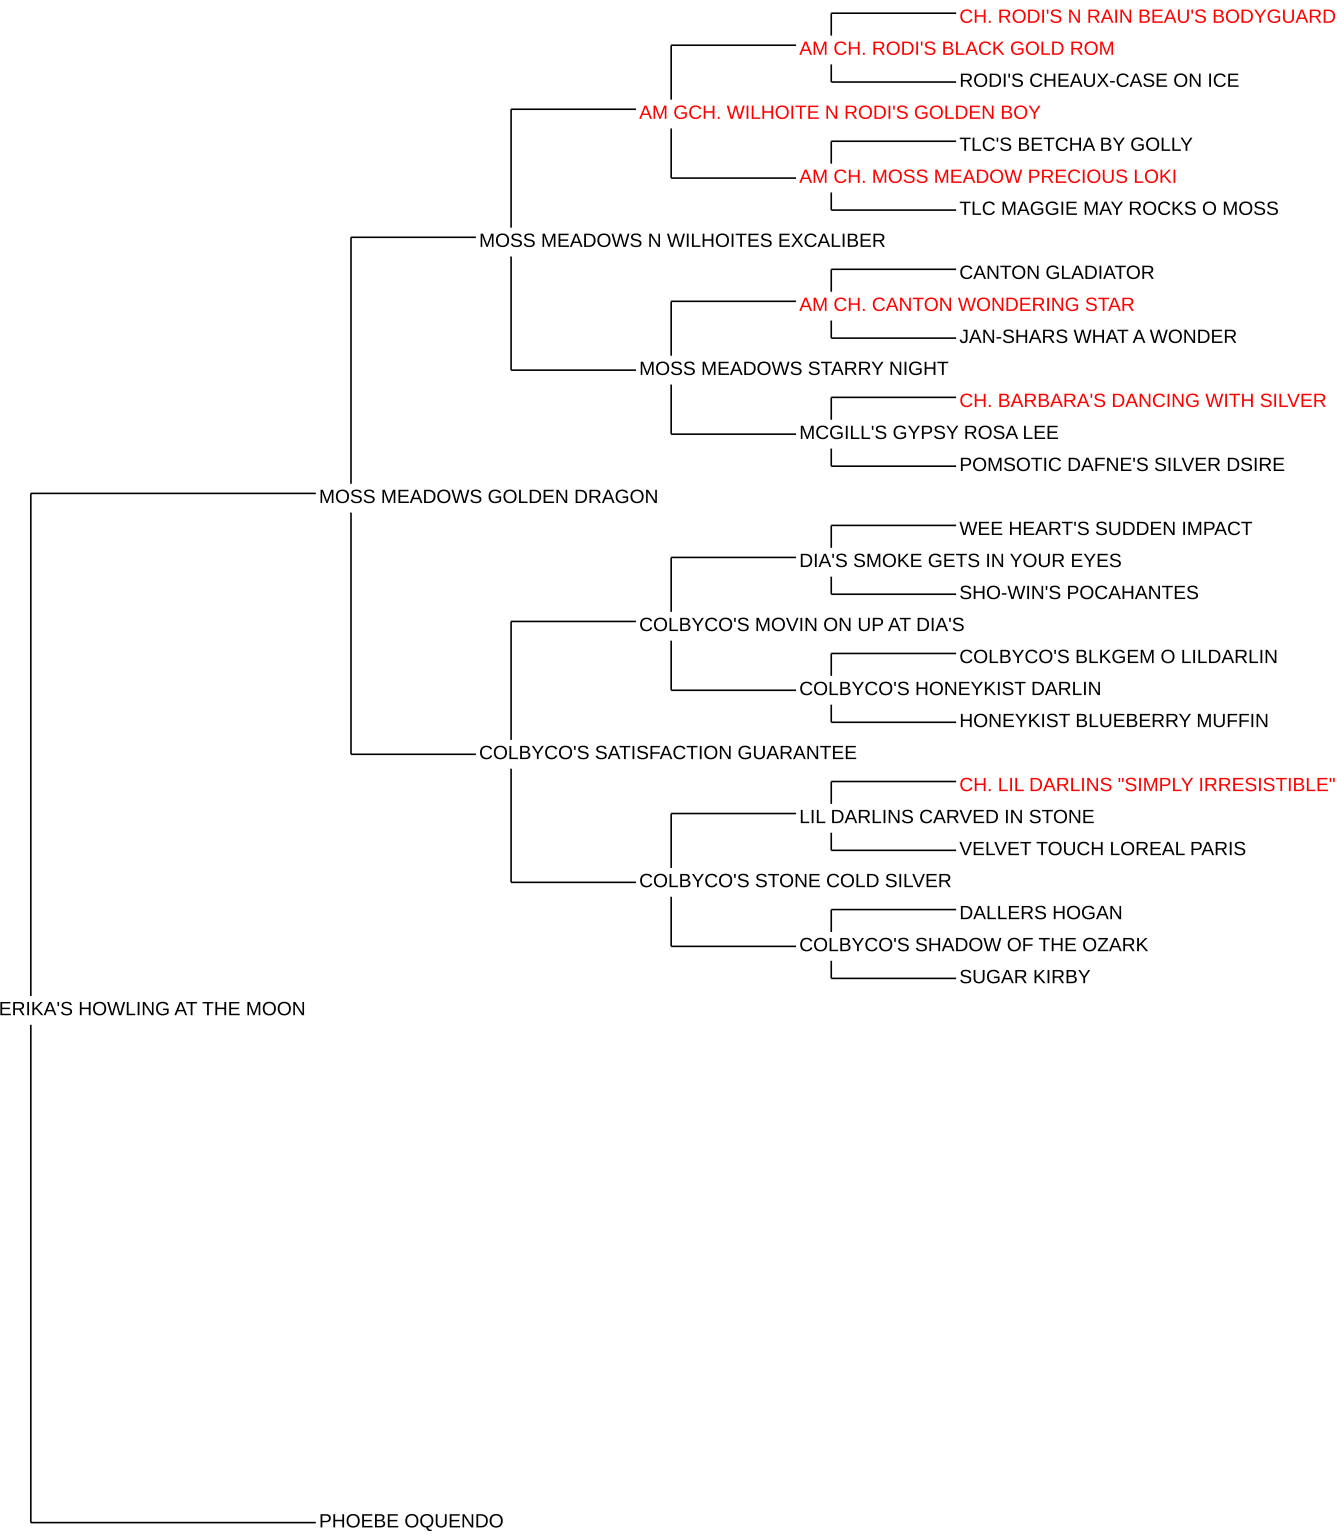 CH. RODI'S N RAIN BEAU'S BODYGUARD
AM CH. RODI'S BLACK GOLD ROM
RODI'S CHEAUX-CASE ON ICE
AM GCH. WILHOITE N RODI'S GOLDEN BOY
TLC'S BETCHA BY GOLLY
AM CH. MOSS MEADOW PRECIOUS LOKI
TLC MAGGIE MAY ROCKS O MOSS
MOSS MEADOWS N WILHOITES EXCALIBER
CANTON GLADIATOR
AM CH. CANTON WONDERING STAR
JAN-SHARS WHAT A WONDER
MOSS MEADOWS STARRY NIGHT
CH. BARBARA'S DANCING WITH SILVER
MCGILL'S GYPSY ROSA LEE
POMSOTIC DAFNE'S SILVER DSIRE
MOSS MEADOWS GOLDEN DRAGON
WEE HEART'S SUDDEN IMPACT
DIA'S SMOKE GETS IN YOUR EYES
SHO-WIN'S POCAHANTES
COLBYCO'S MOVIN ON UP AT DIA'S
COLBYCO'S BLKGEM O LILDARLIN
COLBYCO'S HONEYKIST DARLIN
HONEYKIST BLUEBERRY MUFFIN
COLBYCO'S SATISFACTION GUARANTEE
CH. LIL DARLINS "SIMPLY IRRESISTIBLE"
LIL DARLINS CARVED IN STONE
VELVET TOUCH LOREAL PARIS
COLBYCO'S STONE COLD SILVER
DALLERS HOGAN
COLBYCO'S SHADOW OF THE OZARK
SUGAR KIRBY
ERIKA'S HOWLING AT THE MOON
PHOEBE OQUENDO